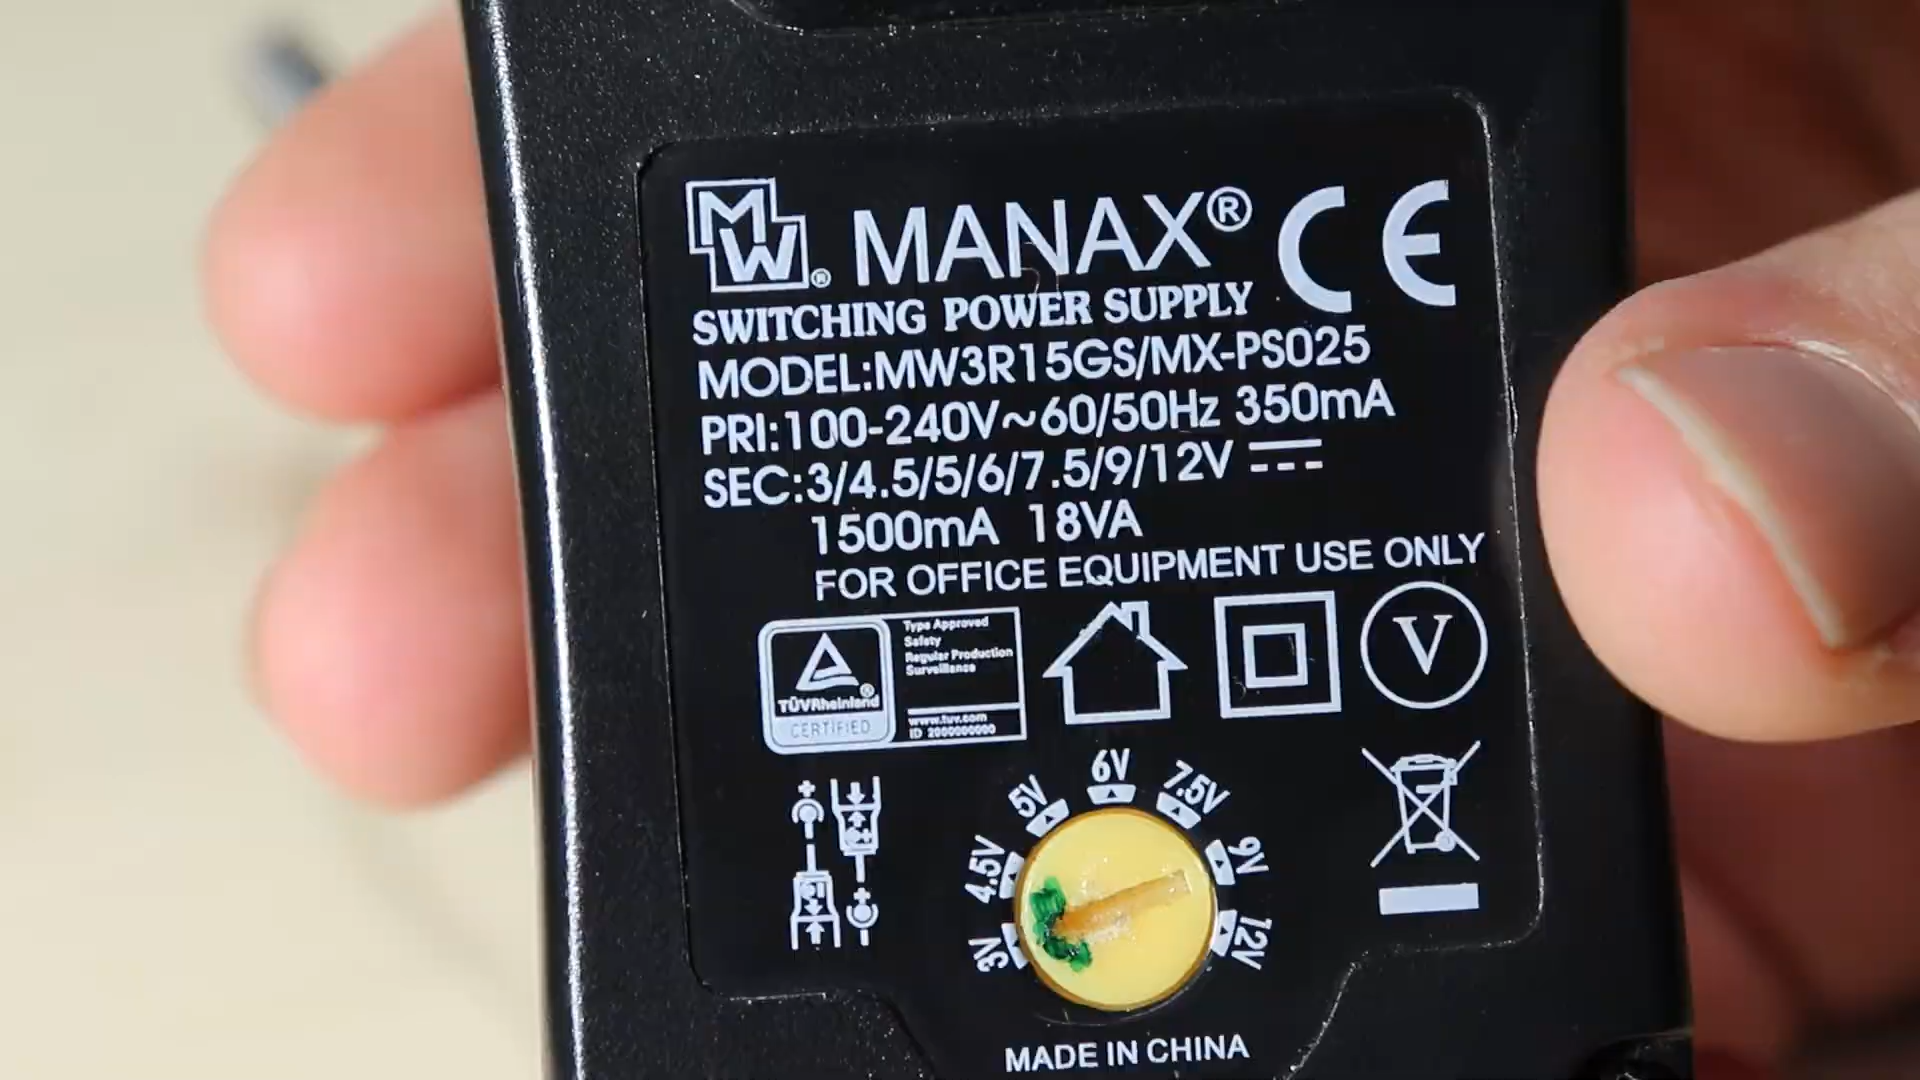 MW® MANAX® CE
SWITCHING POWER SUPPLY
MODEL:MW3R15GS/MX-PS025
PRI:100-240V~60/50Hz 350mA
SEC:3/4.5/5/6/7.5/9/12V
1500mA 18VA
FOR OFFICE EQUIPMENT USE ONLY
TÜVRheinland®
CERTIFIED
Type Approved
Safety
Regular Production
Surveillance
www.tuv.com
ID 2000000000
V
3V
4.5V
5V
6V
7.5V
9V
12V
MADE IN CHINA